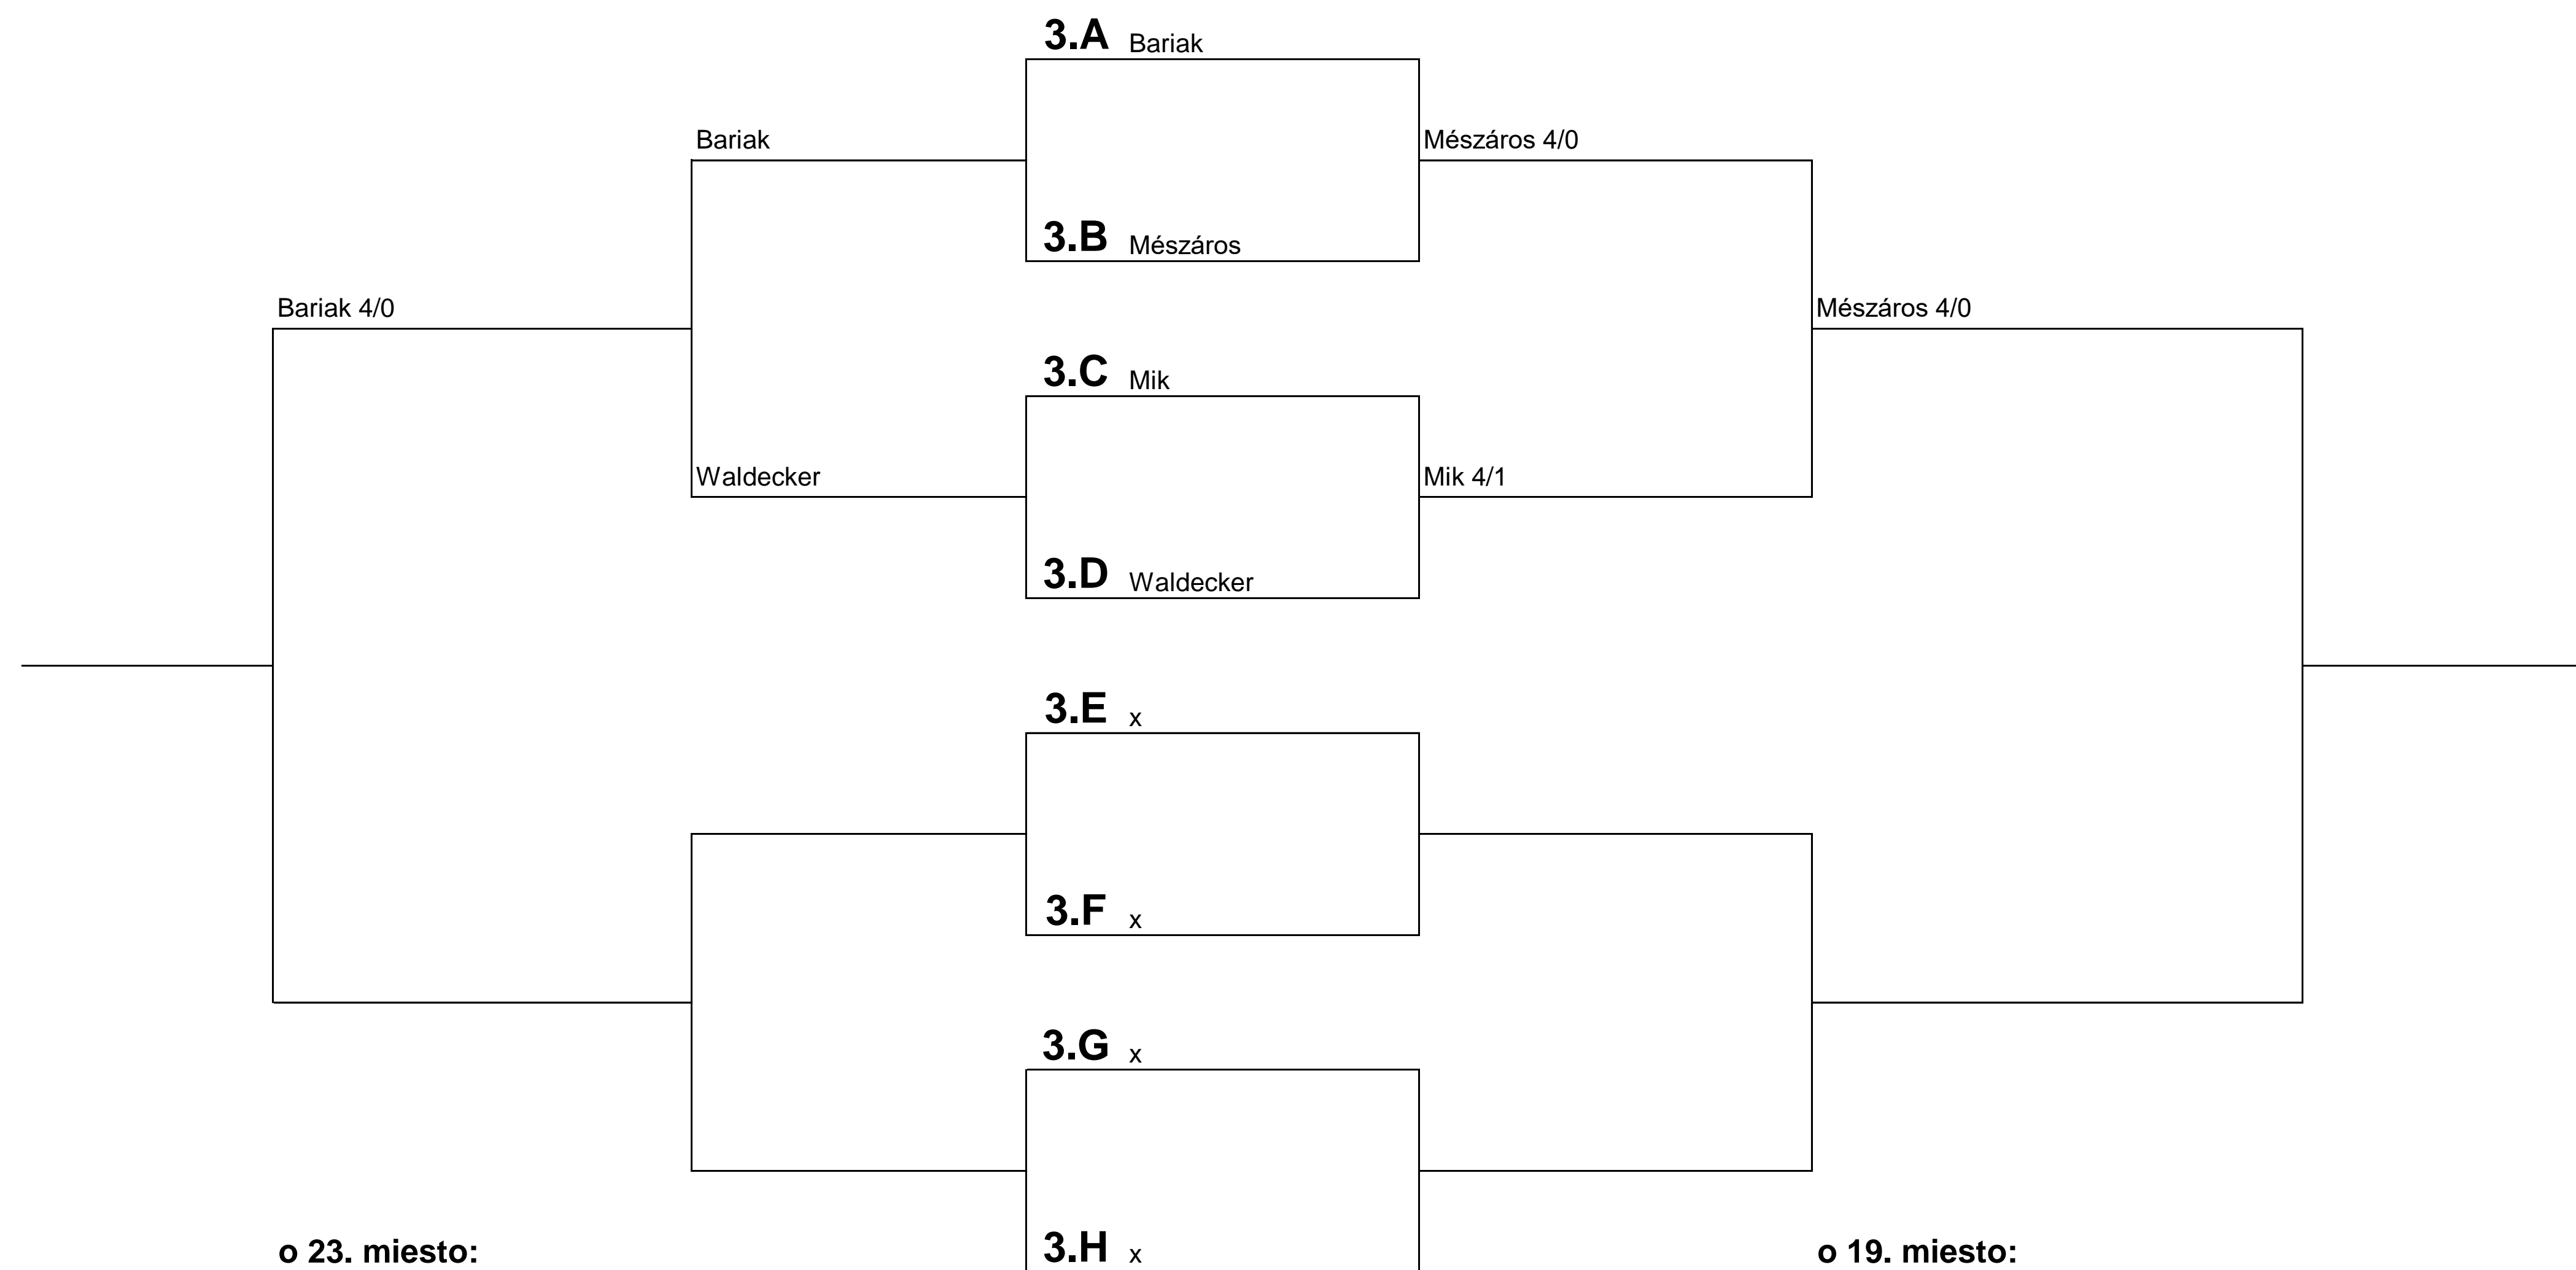 3.A Bariak
Bariak
Mészáros 4/0
3.B Mészáros
Bariak 4/0
Mészáros 4/0
3.C Mik
Waldecker
Mik 4/1
3.D Waldecker
3.E x
3.F x
3.G x
3.H x
o 23. miesto:
o 19. miesto: